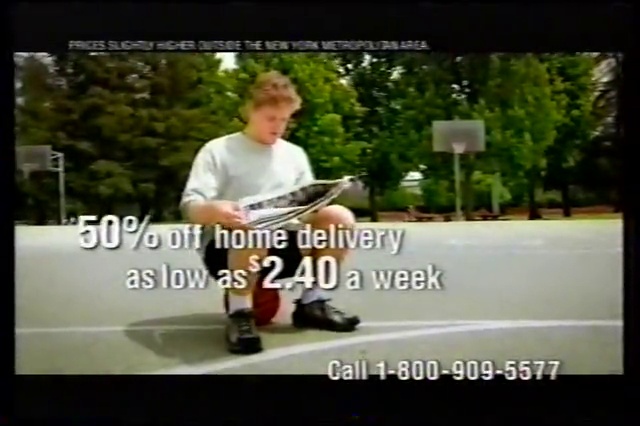 PRICES SLIGHTLY HIGHER OUTSIDE THE NEW YORK METROPOLITAN AREA.
50% off home delivery
as low as $2.40 a week
Call 1-800-909-5577